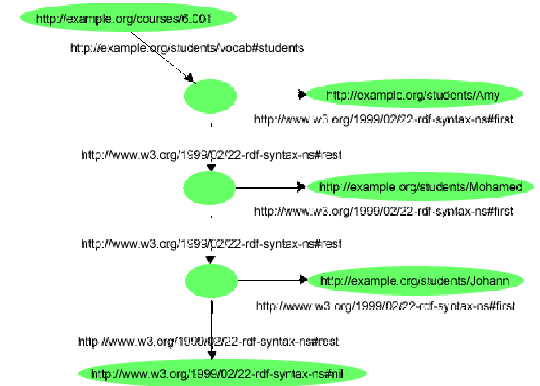 http://example.org/courses/6.001
http://example.org/students/vocab#students
http://example.org/students/Amy
http://www.w3.org/1999/02/22-rdf-syntax-ns#first
http://www.w3.org/1999/02/22-rdf-syntax-ns#rest
http://example.org/students/Mohamed
http://www.w3.org/1999/02/22-rdf-syntax-ns#first
http://www.w3.org/1999/02/22-rdf-syntax-ns#rest
http://example.org/students/Johann
http://www.w3.org/1999/02/22-rdf-syntax-ns#first
http://www.w3.org/1999/02/22-rdf-syntax-ns#rest
http://www.w3.org/1999/02/22-rdf-syntax-ns#nil